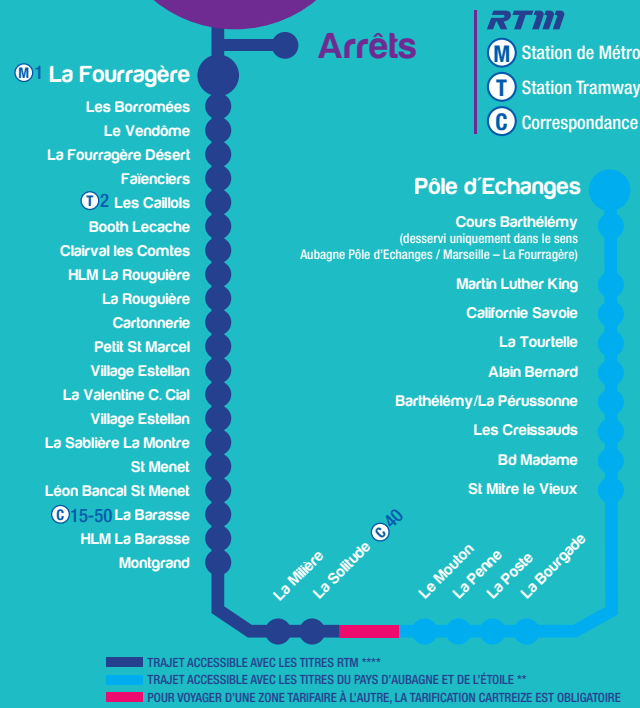 Arrêts
RTM
M Station de Métro
T Station Tramway
C Correspondance
M 1 La Fourragère
Les Borromées
Le Vendôme
La Fourragère Désert
Faïenciers
T 2 Les Caillols
Booth Lecache
Clairval les Comtes
HLM La Rouguière
La Rouguière
Cartonnerie
Petit St Marcel
Village Estellan
La Valentine C. Cial
Village Estellan
La Sablière La Montre
St Menet
Léon Bancal St Menet
C 15-50 La Barasse
HLM La Barasse
Montgrand
La Millière
La Solitude C 40
Le Mouton
La Penne
La Poste
La Bourgade
Pôle d´Echanges
Cours Barthélémy
(desservi uniquement dans le sens
Aubagne Pôle d'Echanges / Marseille – La Fourragère)
Martin Luther King
Californie Savoie
La Tourtelle
Alain Bernard
Barthélémy/La Pérussonne
Les Creissauds
Bd Madame
St Mitre le Vieux
TRAJET ACCESSIBLE AVEC LES TITRES RTM ****
TRAJET ACCESSIBLE AVEC LES TITRES DU PAYS D'AUBAGNE ET DE L'ÉTOILE **
POUR VOYAGER D'UNE ZONE TARIFAIRE À L'AUTRE, LA TARIFICATION CARTREIZE EST OBLIGATOIRE